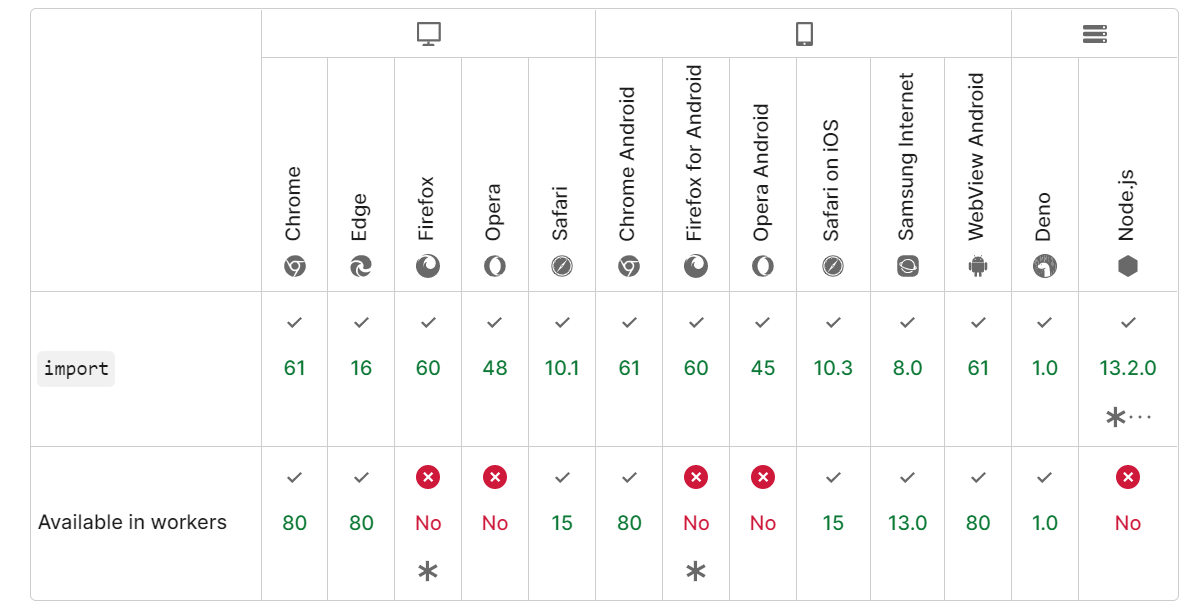 Chrome
Edge
Firefox
Opera
Safari
Chrome Android
Firefox for Android
Opera Android
Safari on iOS
Samsung Internet
WebView Android
Deno
Node.js
import 61 16 60 48 10.1 61 60 45 10.3 8.0 61 1.0 13.2.0
* ...
Available in workers 80 80 No No 15 80 No No 15 13.0 80 1.0 No
* *